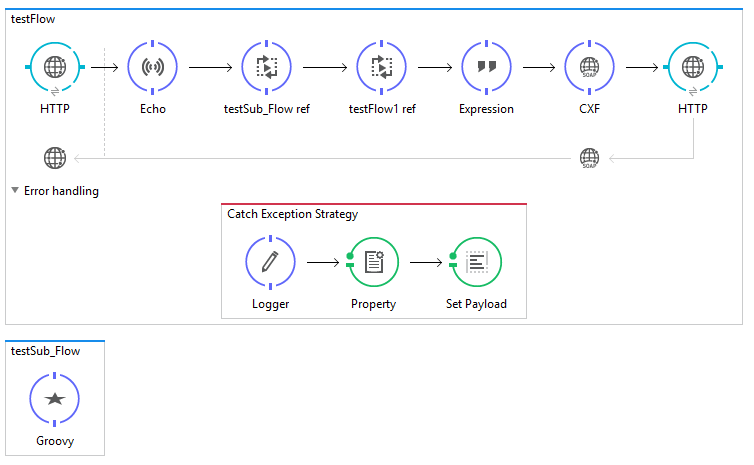 testFlow
HTTP
Echo
testSub_Flow ref
testFlow1 ref
Expression
SOAP
CXF
HTTP
SOAP
Error handling
Catch Exception Strategy
Logger
Property
Set Payload
testSub_Flow
Groovy